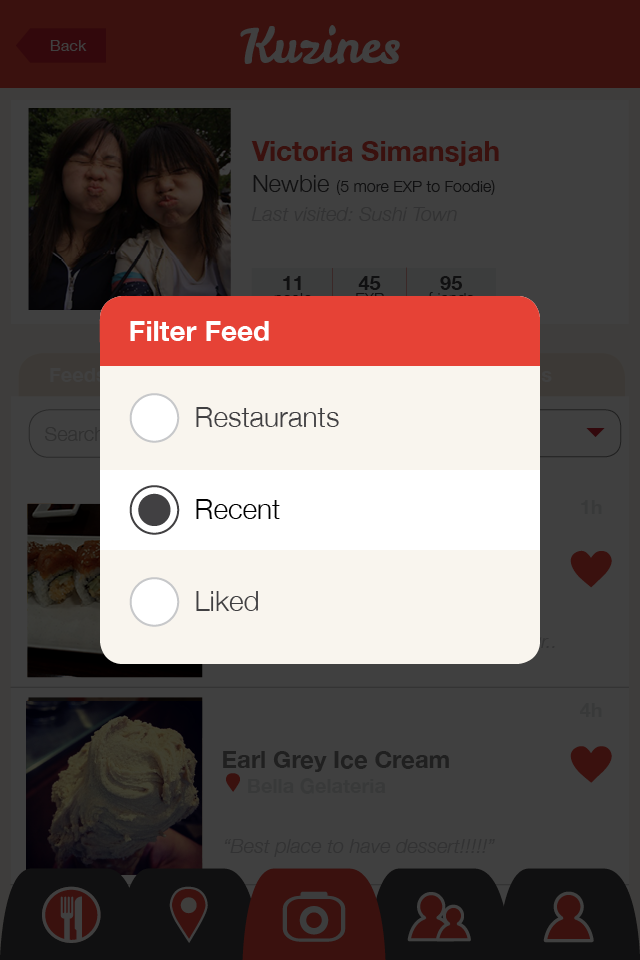 Back
Kuzines
Victoria Simansjah
Newbie (5 more EXP to Foodie)
Last visited: Sushi Town
11 45 95
Filter Feed
Feed
Search
Restaurants
1h
Recent
Liked
4h
Earl Grey Ice Cream
Bella Gelateria
"Best place to have dessert!!!!!"